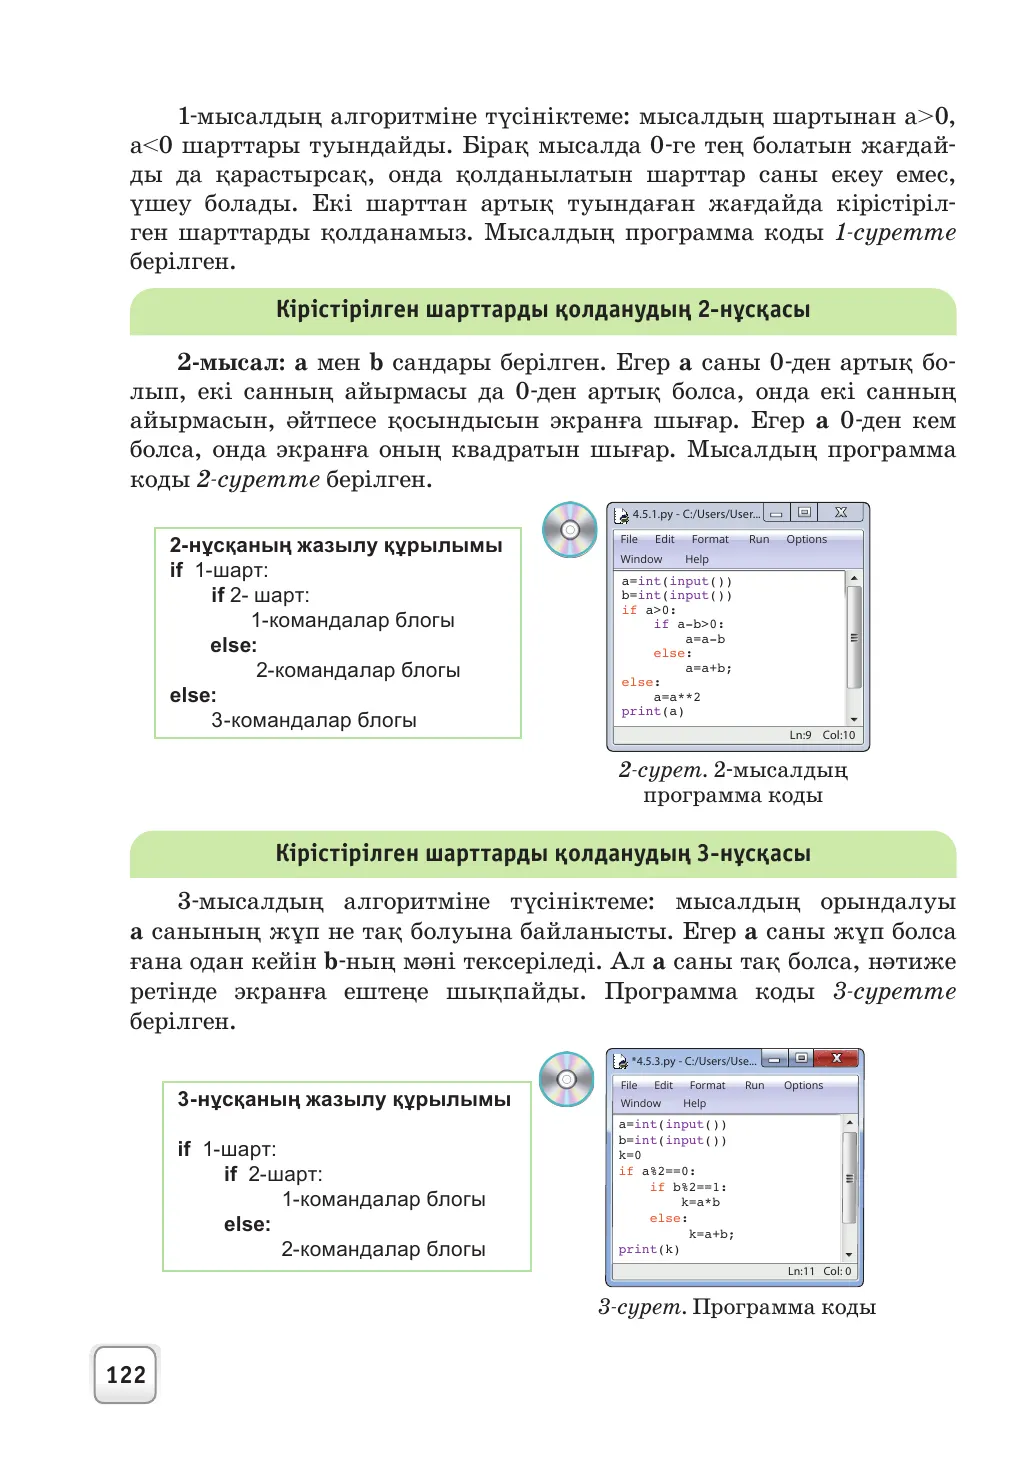 1-мысалдың алгоритміне түсініктеме: мысалдың шартынан a>0,
a<0 шарттары туындайды. Бірақ мысалда 0-ге тең болатын жағдай-
ды да қарастырсақ, онда қолданылатын шарттар саны екеу емес,
үшеу болады. Екі шарттан артық туындаған жағдайда кірістіріл-
ген шарттарды қолданамыз. Мысалдың программа коды 1-суретте
берілген.
Кірістірілген шарттарды қолданудың 2-нұсқасы
2-мысал: a мен b сандары берілген. Егер a саны 0-ден артық бо-
лып, екі санның айырмасы да 0-ден артық болса, онда екі санның
айырмасын, әйтпесе қосындысын экранға шығар. Егер a 0-ден кем
болса, онда экранға оның квадратын шығар. Мысалдың программа
коды 2-суретте берілген.
2-нұсқаның жазылу құрылымы
if 1-шарт:
if 2- шарт:
1-командалар блогы
else:
2-командалар блогы
else:
3-командалар блогы
4.5.1.py - C:/Users/User...
File Edit Format Run Options
Window Help
a=int(input())
b=int(input())
if a>0:
if a-b>0:
a=a-b
else:
a=a+b;
else:
a=a**2
print(a)
Ln:9 Col:10
2-сурет. 2-мысалдың
программа коды
Кірістірілген шарттарды қолданудың 3-нұсқасы
3-мысалдың алгоритміне түсініктеме: мысалдың орындалуы
a санының жұп не тақ болуына байланысты. Егер a саны жұп болса
ғана одан кейін b-ның мәні тексеріледі. Ал a саны тақ болса, нәтиже
ретінде экранға ештеңе шықпайды. Программа коды 3-суретте
берілген.
3-нұсқаның жазылу құрылымы
if 1-шарт:
if 2-шарт:
1-командалар блогы
else:
2-командалар блогы
*4.5.3.py - C:/Users/Use...
File Edit Format Run Options
Window Help
a=int(input())
b=int(input())
k=0
if a%2==0:
if b%2==1:
k=a*b
else:
k=a+b;
print(k)
Ln:11 Col: 0
3-сурет. Программа коды
122